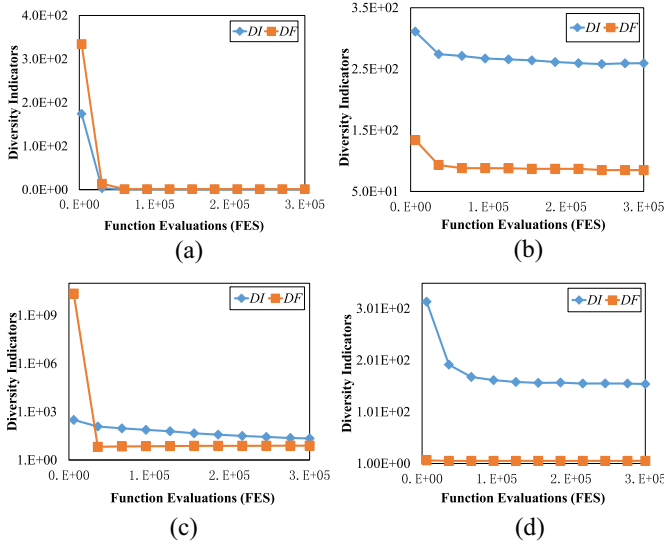 4.0E+02
3.0E+02
2.0E+02
1.0E+02
0.0E+00
Diversity Indicators
DI DF
0.E+00 1.E+05 2.E+05 3.E+05
Function Evaluations (FES)
(a)
3.5E+02
2.5E+02
1.5E+02
5.0E+01
Diversity Indicators
DI DF
0.E+00 1.E+05 2.E+05 3.E+05
Function Evaluations (FES)
(b)
1.E+09
1.E+06
1.E+03
1.E+00
Diversity Indicators
DI DF
0.E+00 1.E+05 2.E+05 3.E+05
Function Evaluations (FES)
(c)
3.01E+02
2.01E+02
1.01E+02
1.00E+00
Diversity Indicators
DI DF
0.E+00 1.E+05 2.E+05 3.E+05
Function Evaluations (FES)
(d)